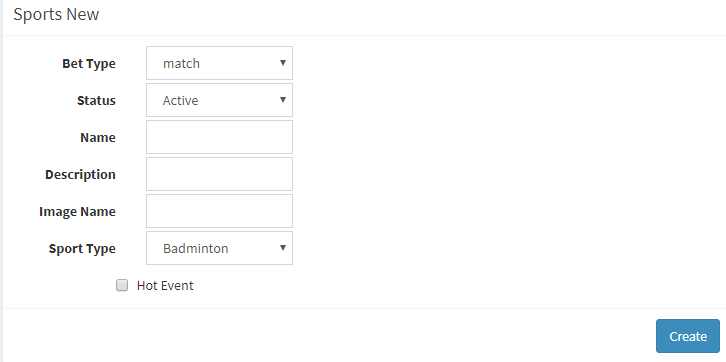 Sports New
Bet Type match
Status Active
Name
Description
Image Name
Sport Type Badminton
Hot Event
Create